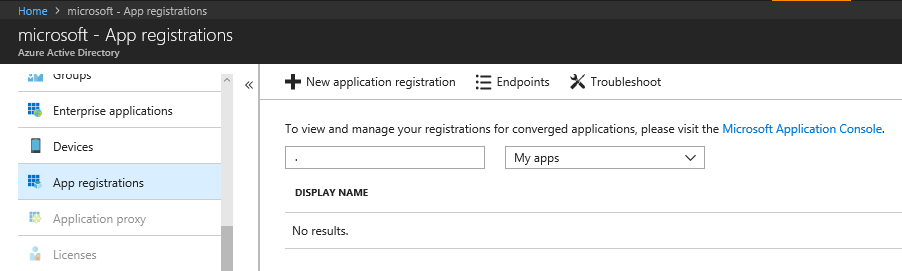 Home > microsoft - App registrations
microsoft - App registrations
Azure Active Directory
Groups
Enterprise applications
Devices
App registrations
Application proxy
Licenses
«
New application registration Endpoints Troubleshoot
To view and manage your registrations for converged applications, please visit the Microsoft Application Console.
. My apps
DISPLAY NAME
No results.